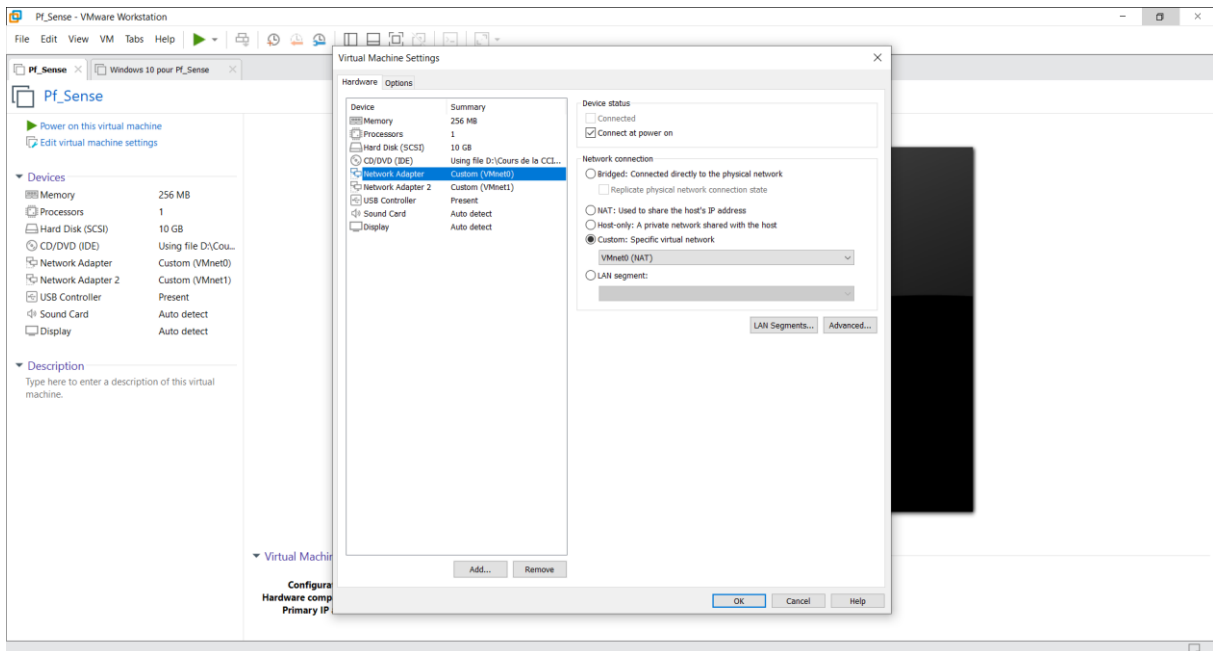 Pf_Sense - VMware Workstation
File Edit View VM Tabs Help
Pf_Sense
Windows 10 pour Pf_Sense
Pf_Sense
Power on this virtual machine
Edit virtual machine settings
Devices
Memory 256 MB
Processors 1
Hard Disk (SCSI) 10 GB
CD/DVD (IDE) Using file D:\Cou...
Network Adapter Custom (VMnet0)
Network Adapter 2 Custom (VMnet1)
USB Controller Present
Sound Card Auto detect
Display Auto detect
Description
Type here to enter a description of this virtual
machine.
Virtual Machin
Configura
Hardware comp
Primary IP
Virtual Machine Settings
Hardware Options
Device Summary
Memory 256 MB
Processors 1
Hard Disk (SCSI) 10 GB
CD/DVD (IDE) Using file D:\Cours de la CCI...
Network Adapter Custom (VMnet0)
Network Adapter 2 Custom (VMnet1)
USB Controller Present
Sound Card Auto detect
Display Auto detect
Add... Remove
Device status
Connected
Connect at power on
Network connection
Bridged: Connected directly to the physical network
Replicate physical network connection state
NAT: Used to share the host's IP address
Host-only: A private network shared with the host
Custom: Specific virtual network
VMnet0 (NAT)
LAN segment:
LAN Segments... Advanced...
OK Cancel Help